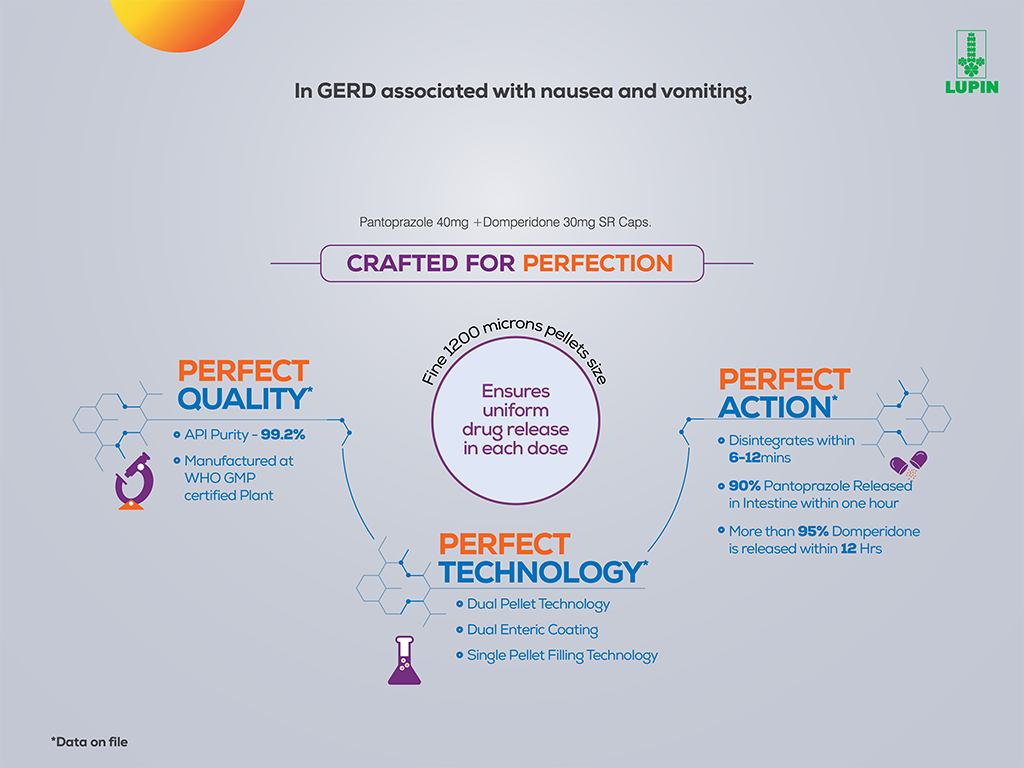 LUPIN
In GERD associated with nausea and vomiting,
Pantoprazole 40mg +Domperidone 30mg SR Caps.
CRAFTED FOR PERFECTION
Fine 1200 microns pellets size
Ensures
uniform
drug release
in each dose
PERFECT
QUALITY*
API Purity - 99.2%
Manufactured at
WHO GMP
certified Plant
PERFECT
TECHNOLOGY*
Dual Pellet Technology
Dual Enteric Coating
Single Pellet Filling Technology
PERFECT
ACTION*
Disintegrates within
6-12mins
90% Pantoprazole Released
in Intestine within one hour
More than 95% Domperidone
is released within 12 Hrs
*Data on file